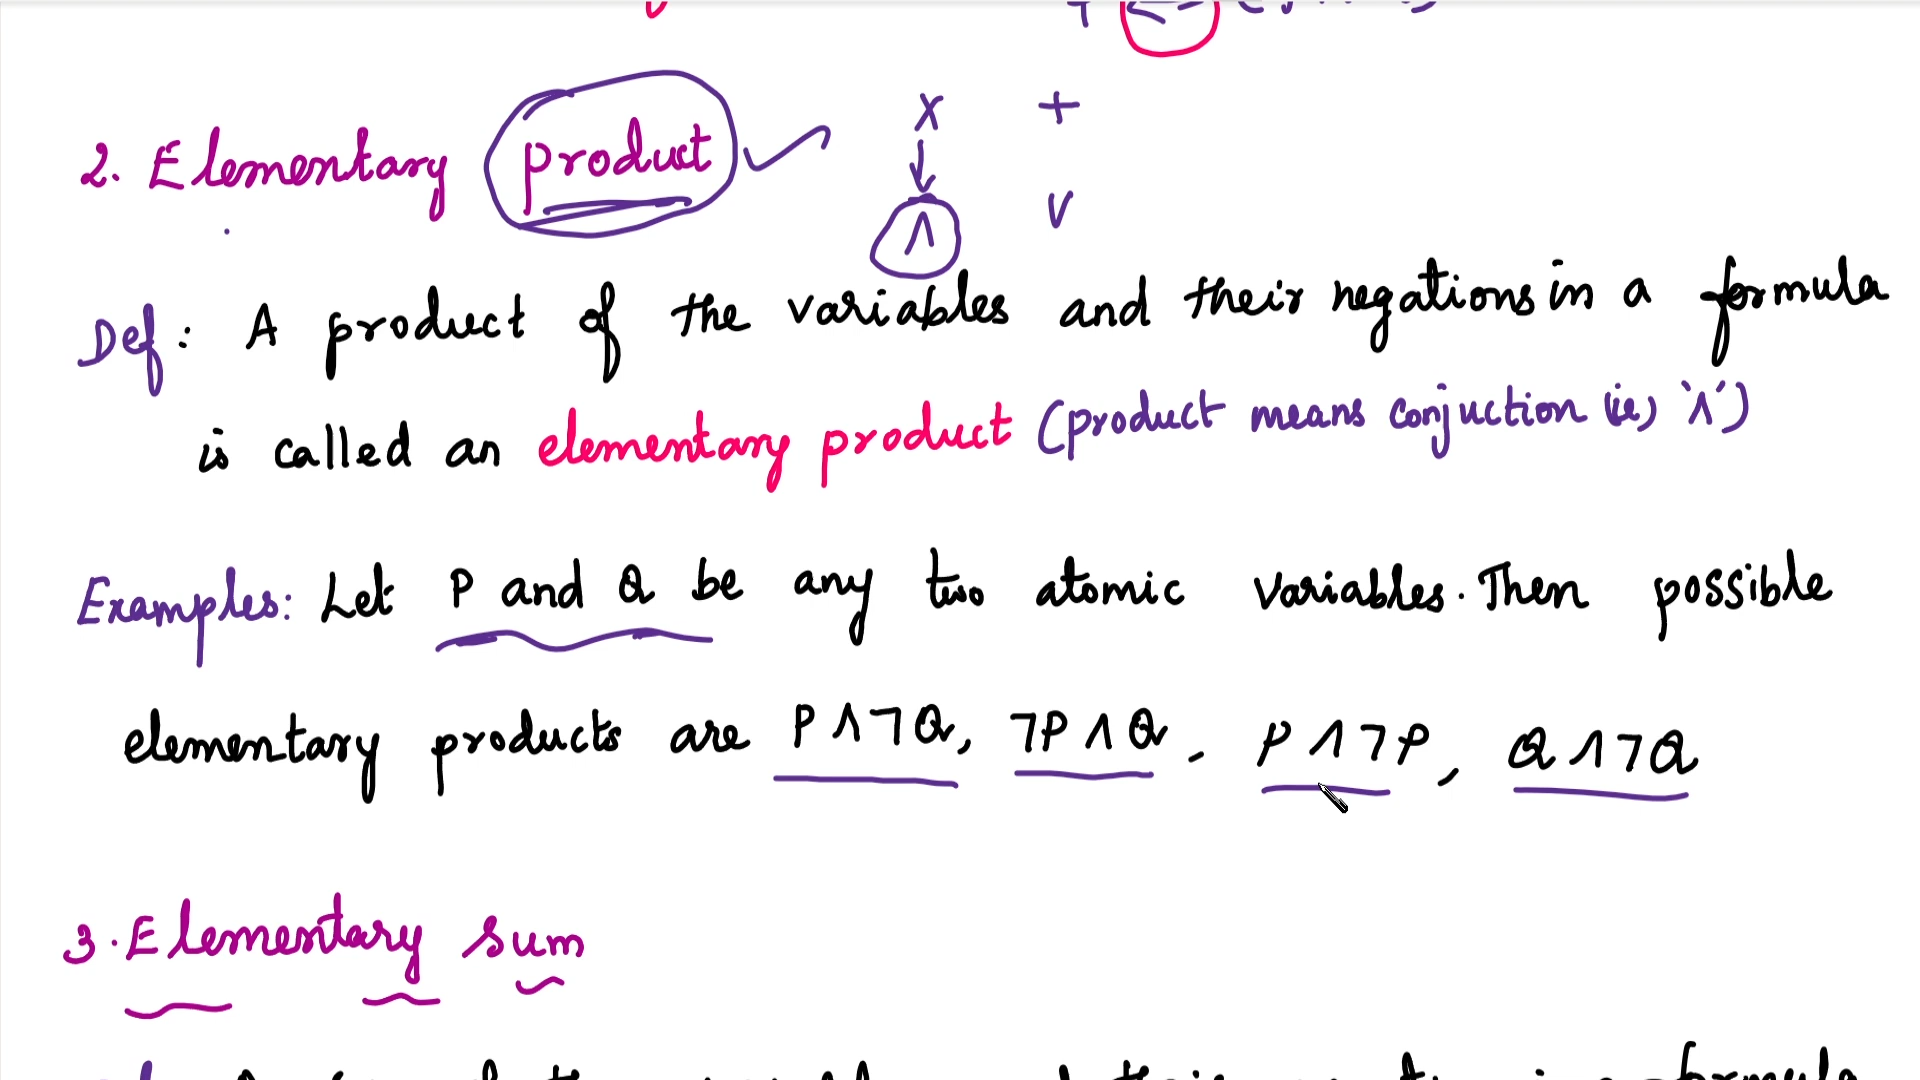 × +
2. Elementary product
∧ ∨
Def: A product of the variables and their negations in a formula
is called an elementary product (product means conjuction (ie) '∧')
Examples: Let P and Q be any two atomic variables. Then possible
elementary products are P∧¬Q, ¬P∧Q. P∧¬P, Q∧¬Q
3. Elementary sum